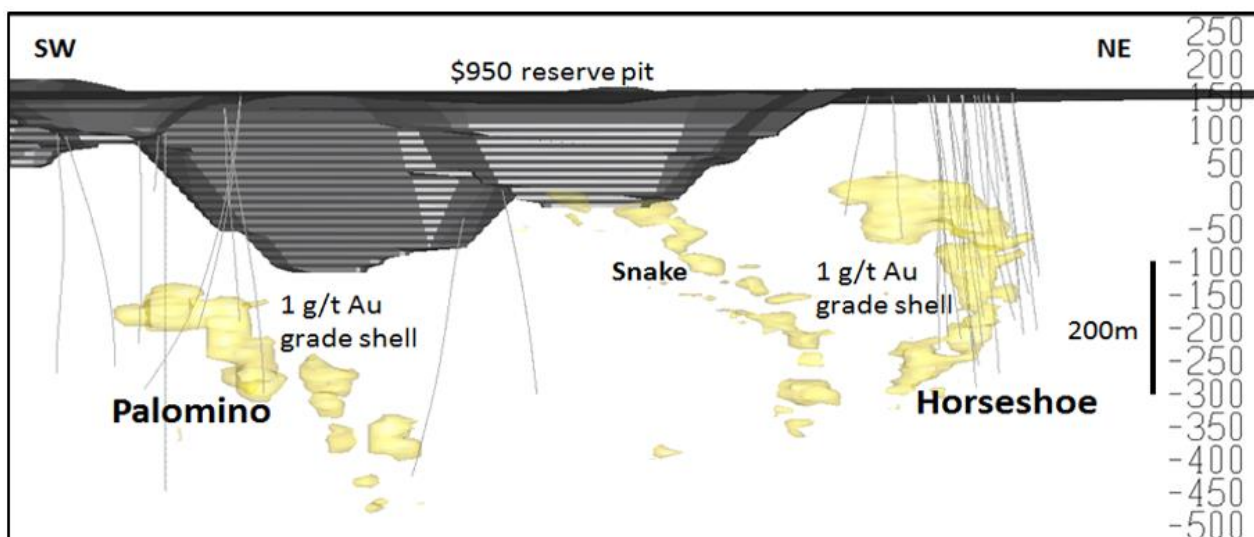 SW
NE
$950 reserve pit
Snake
1 g/t Au
grade shell
1 g/t Au
grade shell
200m
Palomino
Horseshoe
250
200
150
100
50
0
-50
-100
-150
-200
-250
-300
-350
-400
-450
-500